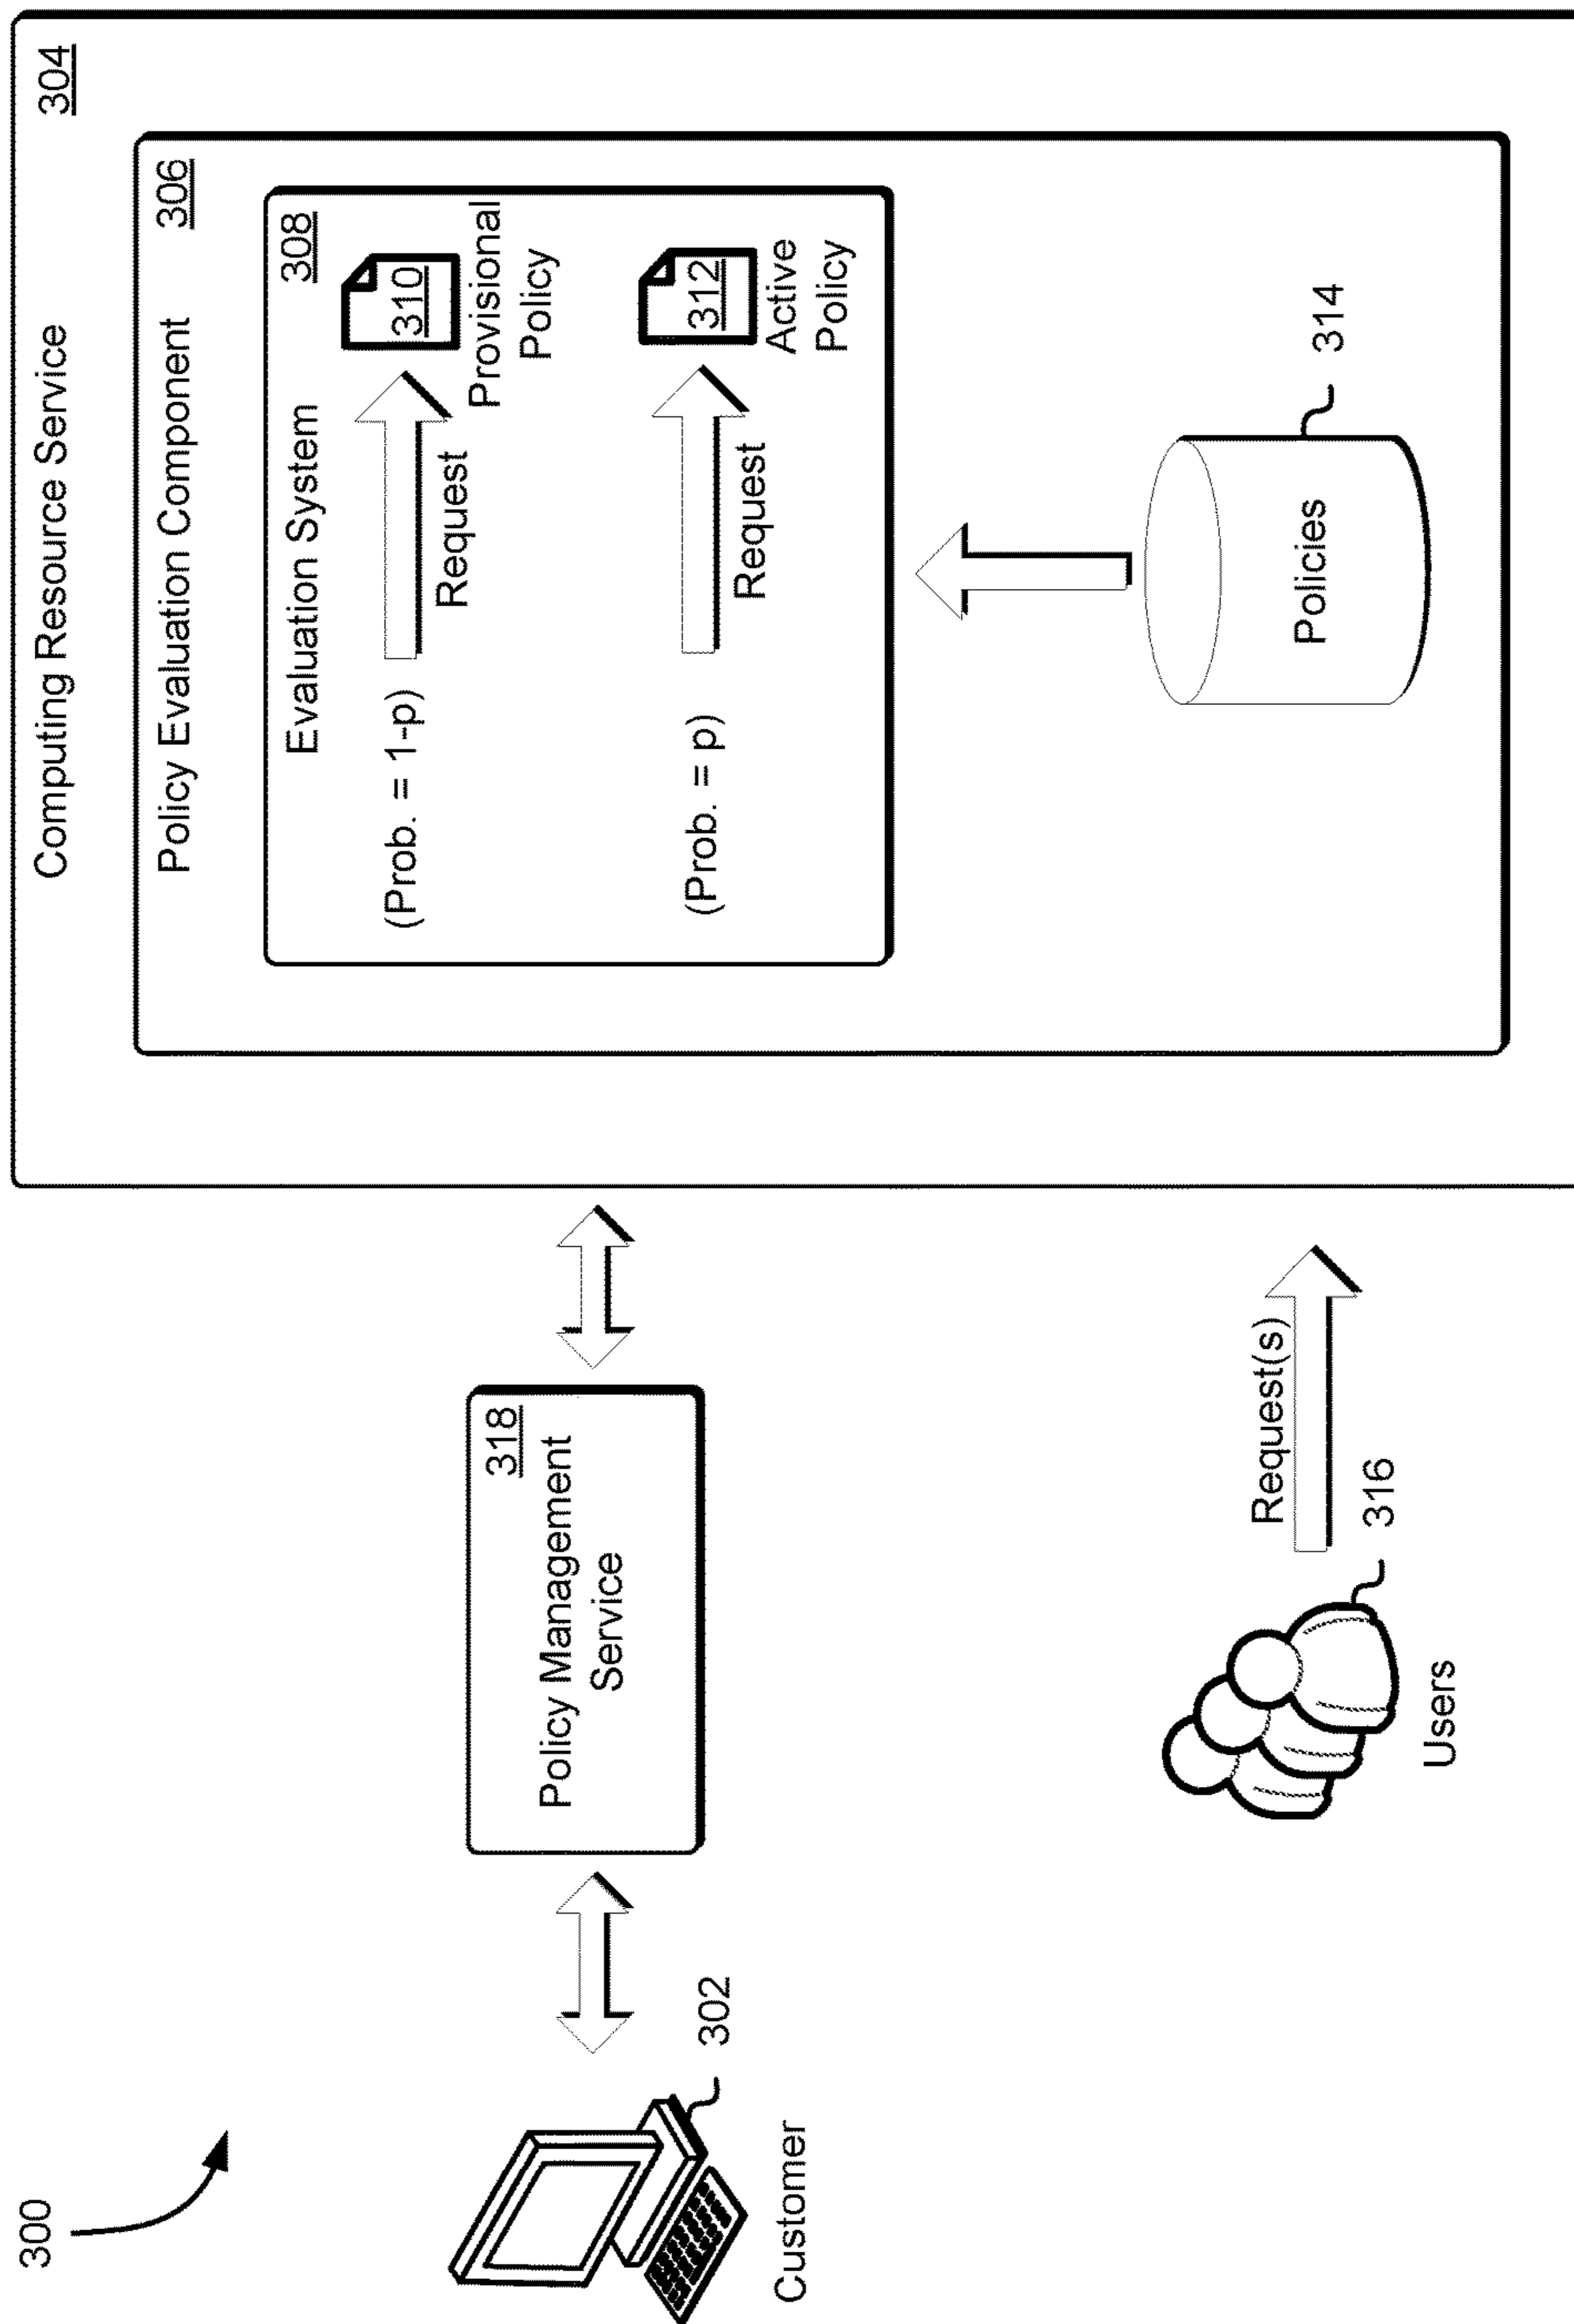 300
Computing Resource Service
304
Policy Evaluation Component
306
Evaluation System
308
(Prob. = 1-p)
Request
310
Provisional
Policy
(Prob. = p)
Request
312
Active
Policy
Policies
314
318
Policy Management
Service
302
Customer
Request(s)
316
Users